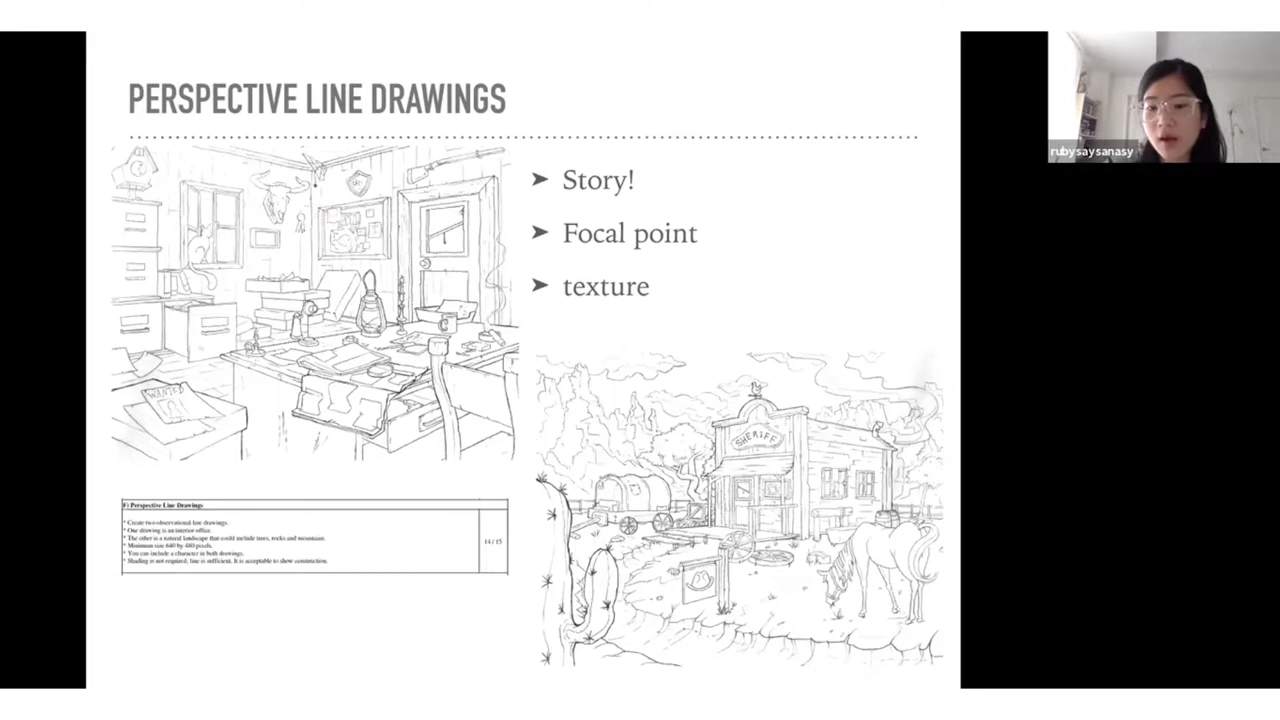 PERSPECTIVE LINE DRAWINGS
rubysaysanasy
➤ Story!
➤ Focal point
➤ texture
WANTED
SHERIFF
F) Perspective Line Drawings
* Create two observational line drawings.
* One drawing is an interior office.
* The other is a natural landscape that could include trees, rocks and mountains.
* Minimum size 640 by 480 pixels.
* You can include a character in both drawings.
* Shading is not required, line is sufficient. It is acceptable to show construction.
14 / 15